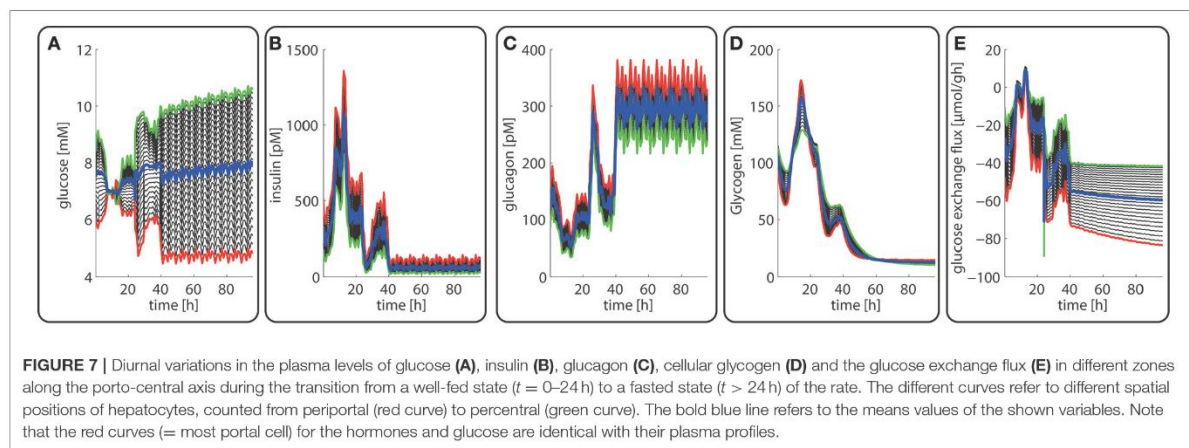 A
B
C
D
E
12
10
8
6
4
glucose [mM]
20 40 60 80
time [h]
1500
1000
500
0
insulin [pM]
20 40 60 80
time [h]
400
300
200
100
0
glucagon [pM]
20 40 60 80
time [h]
200
150
100
50
0
Glycogen [mM]
20 40 60 80
time [h]
20
0
−20
−40
−60
−80
−100
glucose exchange flux [μmol/gh]
20 40 60 80
time [h]
FIGURE 7 | Diurnal variations in the plasma levels of glucose (A), insulin (B), glucagon (C), cellular glycogen (D) and the glucose exchange flux (E) in different zones
along the porto-central axis during the transition from a well-fed state (t = 0–24 h) to a fasted state (t > 24 h) of the rate. The different curves refer to different spatial
positions of hepatocytes, counted from periportal (red curve) to percentral (green curve). The bold blue line refers to the means values of the shown variables. Note
that the red curves (= most portal cell) for the hormones and glucose are identical with their plasma profiles.